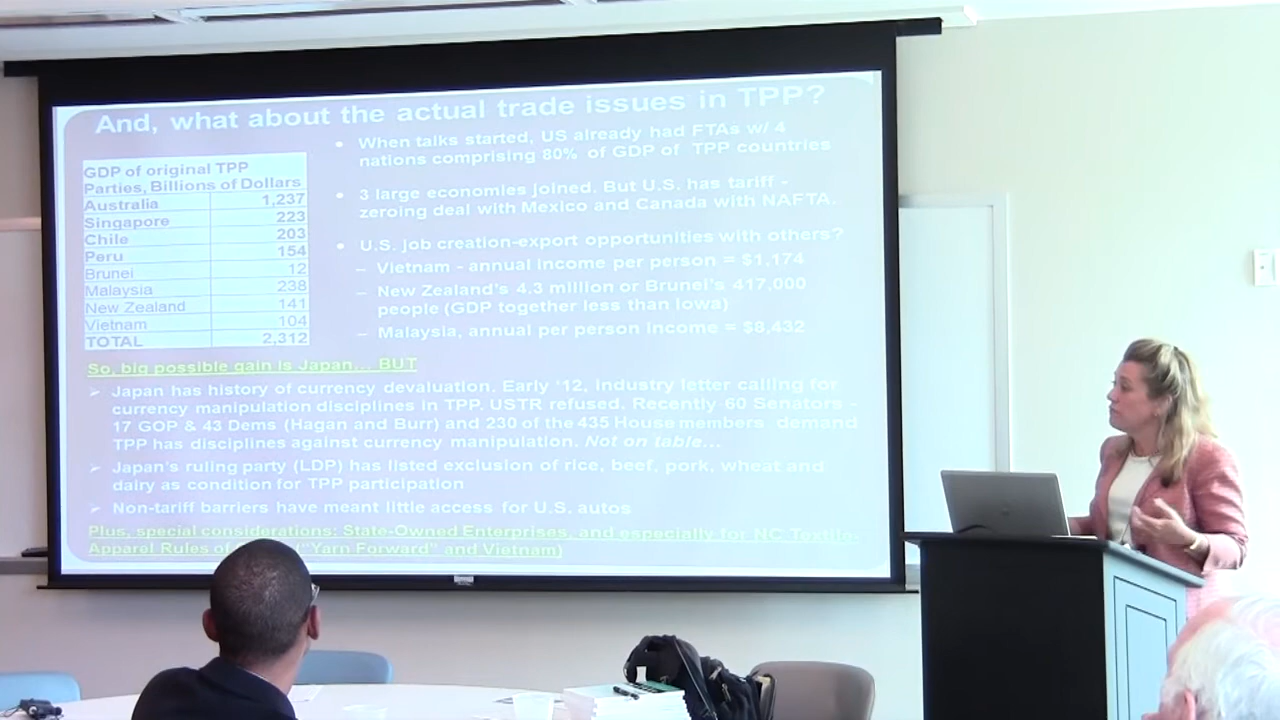 And, what about the actual trade issues in TPP?
GDP of original TPP
Parties, Billions of Dollars
Australia 1,237
Singapore 223
Chile 203
Peru 154
Brunei 12
Malaysia 238
New Zealand 141
Vietnam 104
TOTAL 2,312
• When talks started, US already had FTAs w/ 4
nations comprising 80% of GDP of TPP countries
• 3 large economies joined. But U.S. has tariff -
zeroing deal with Mexico and Canada with NAFTA.
• U.S. job creation-export opportunities with others?
– Vietnam - annual income per person = $1,174
– New Zealand's 4.3 million or Brunei's 417,000
people (GDP together less than Iowa)
– Malaysia, annual per person income = $8,432
So, big possible gain is Japan... BUT
➢ Japan has history of currency devaluation. Early '12, industry letter calling for
currency manipulation disciplines in TPP. USTR refused. Recently 60 Senators -
17 GOP & 43 Dems (Hagan and Burr) and 230 of the 435 House members demand
TPP has disciplines against currency manipulation. Not on table...
➢ Japan's ruling party (LDP) has listed exclusion of rice, beef, pork, wheat and
dairy as condition for TPP participation
➢ Non-tariff barriers have meant little access for U.S. autos
Plus, special considerations: State-Owned Enterprises, and especially for NC Textile-
Apparel Rules of ("Yarn Forward" and Vietnam)